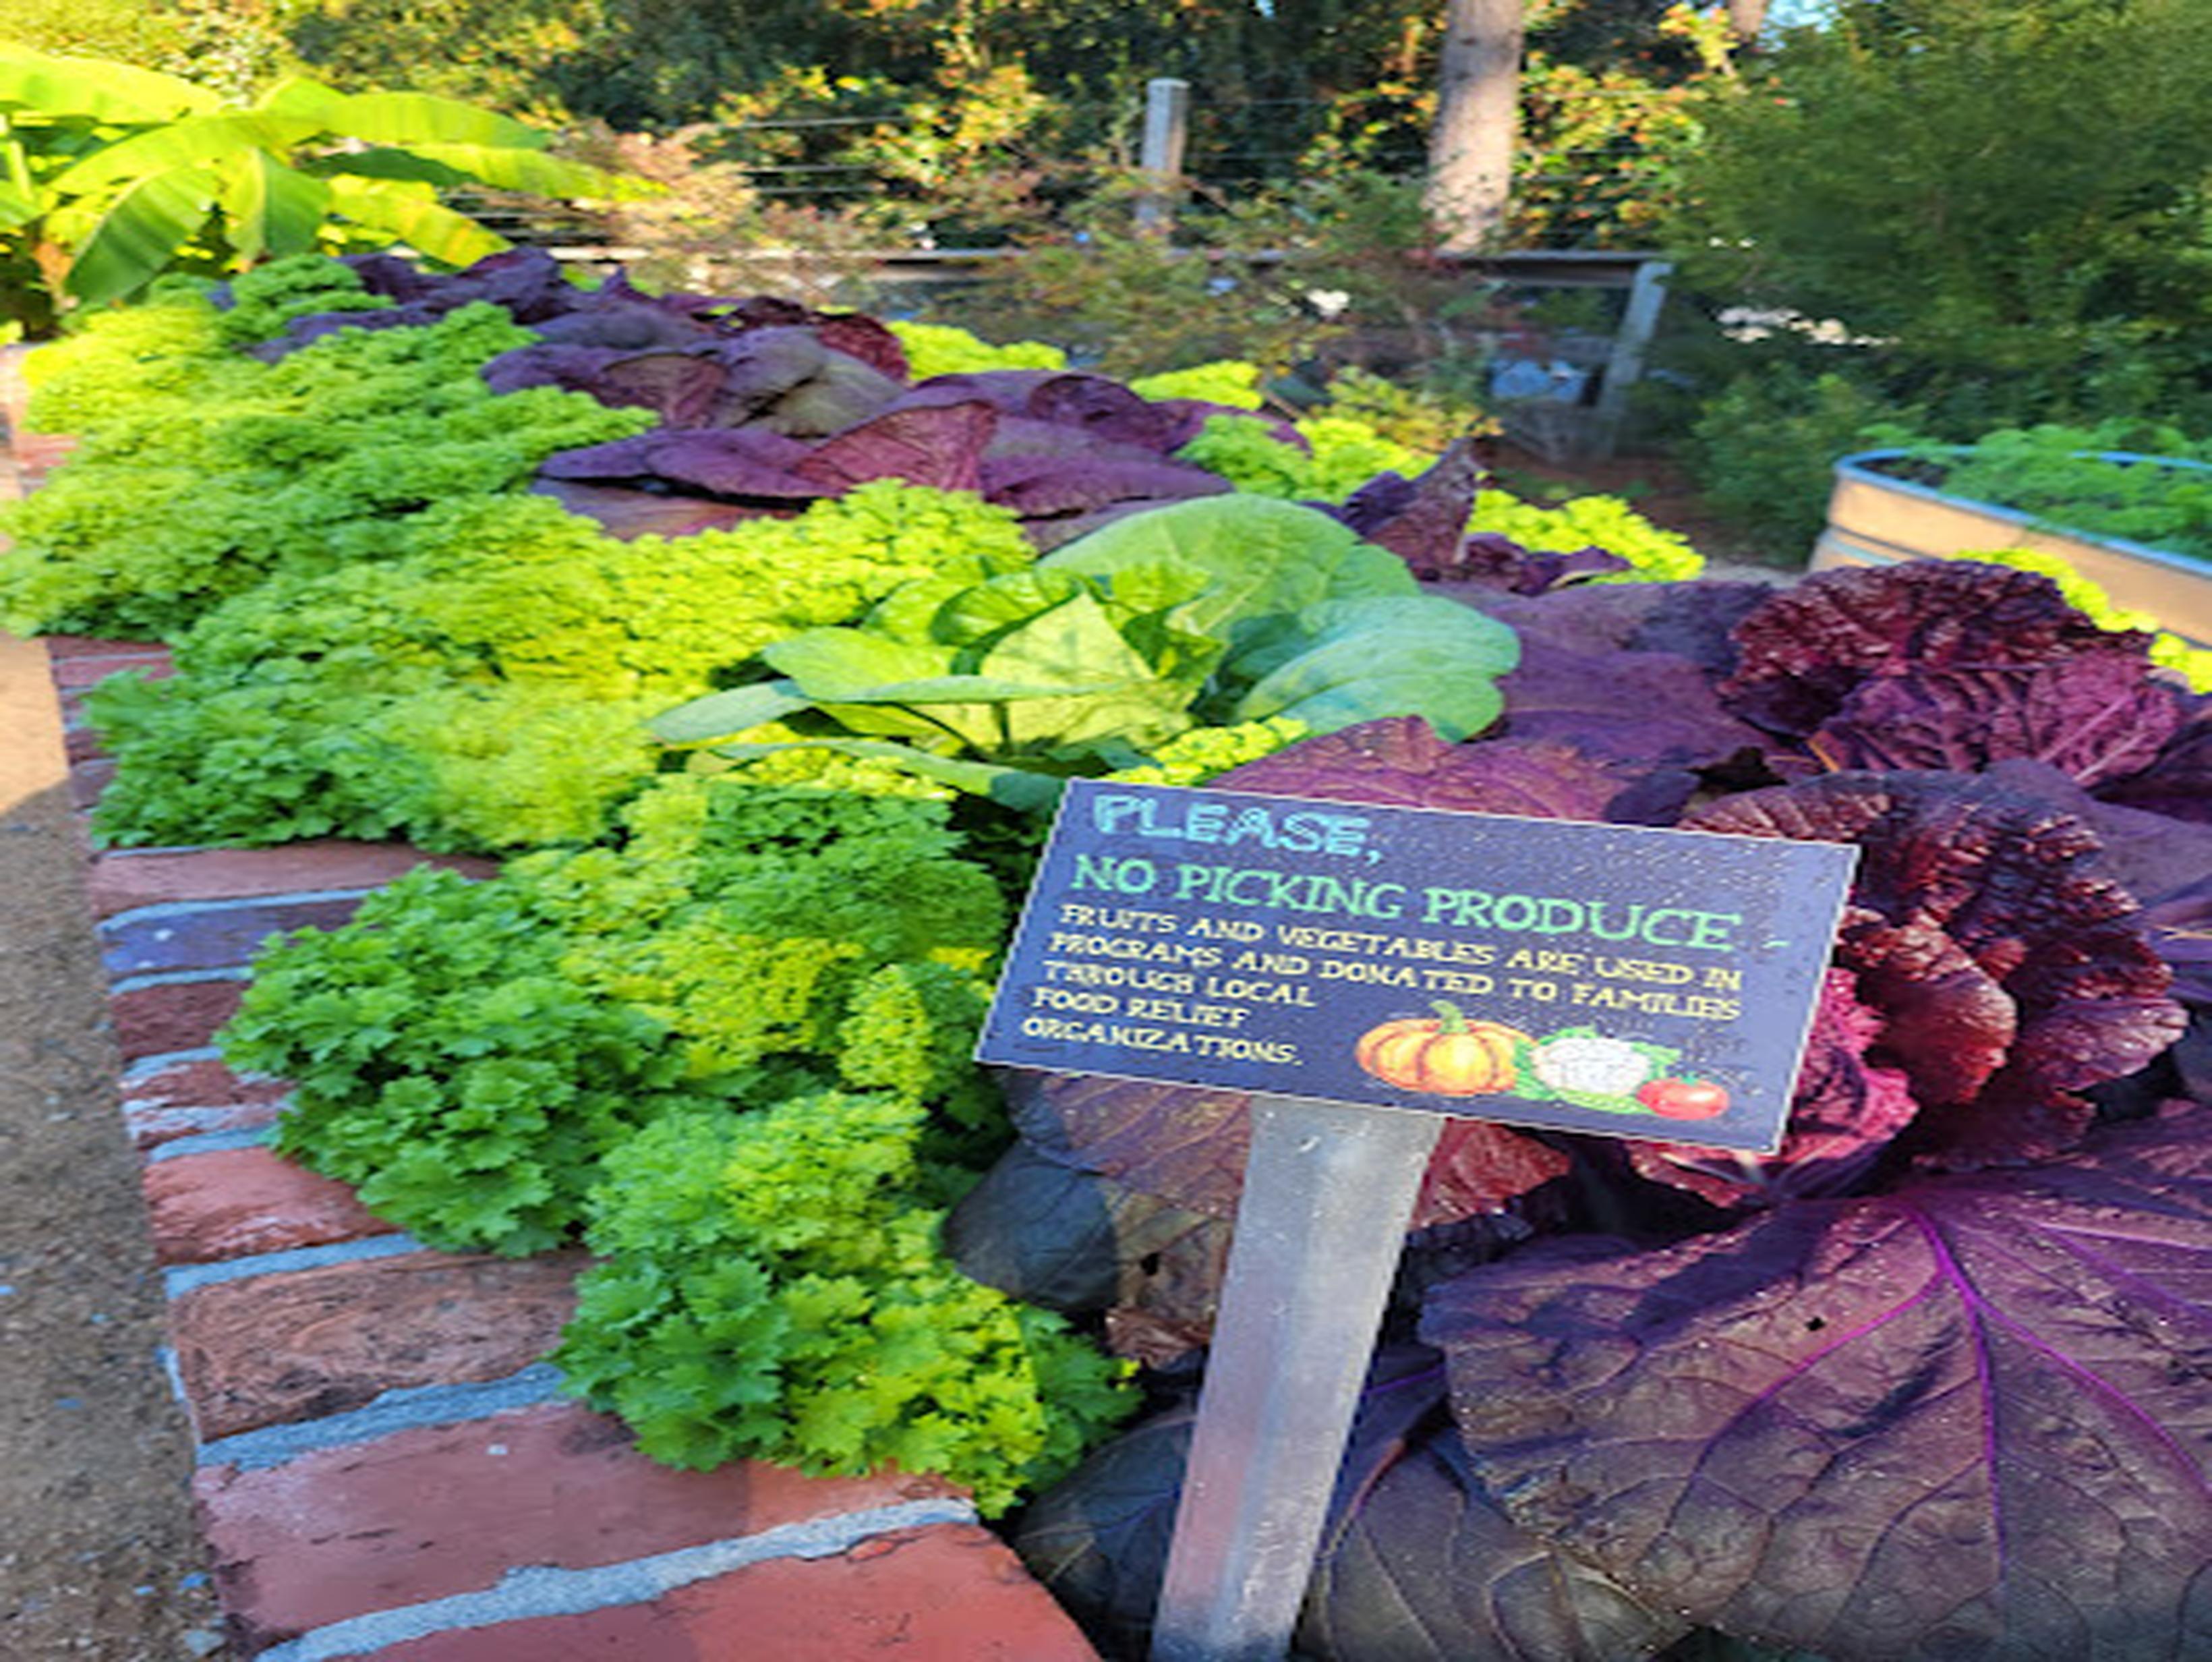 PLEASE,
NO PICKING PRODUCE -
FRUITS AND VEGETABLES ARE USED IN
PROGRAMS AND DONATED TO FAMILIES
THROUGH LOCAL
FOOD RELIEF
ORGANIZATIONS.